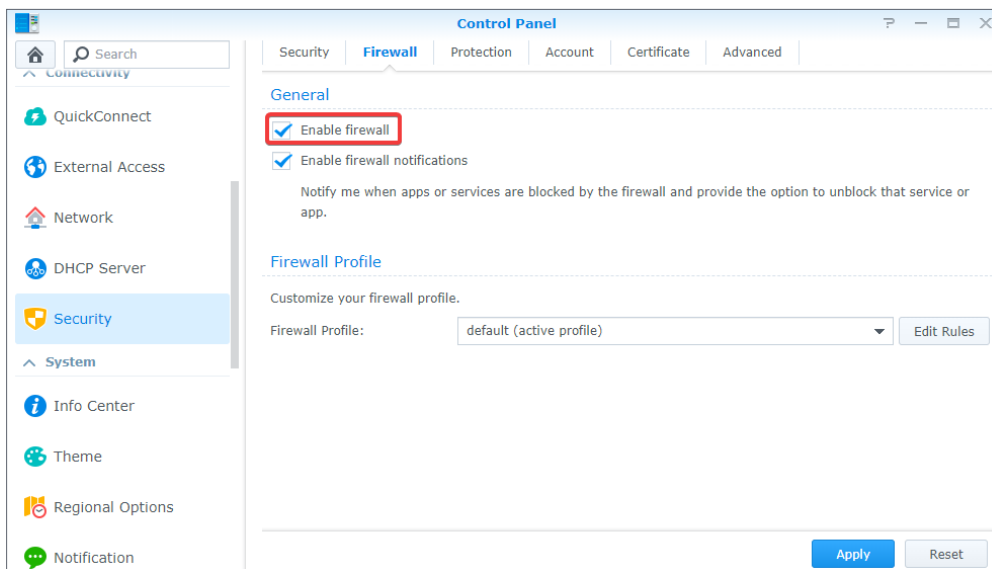 Control Panel
Search
Connectivity
QuickConnect
External Access
Network
DHCP Server
Security
System
Info Center
Theme
Regional Options
Notification
Security Firewall Protection Account Certificate Advanced
General
Enable firewall
Enable firewall notifications
Notify me when apps or services are blocked by the firewall and provide the option to unblock that service or
app.
Firewall Profile
Customize your firewall profile.
Firewall Profile: default (active profile) Edit Rules
Apply Reset